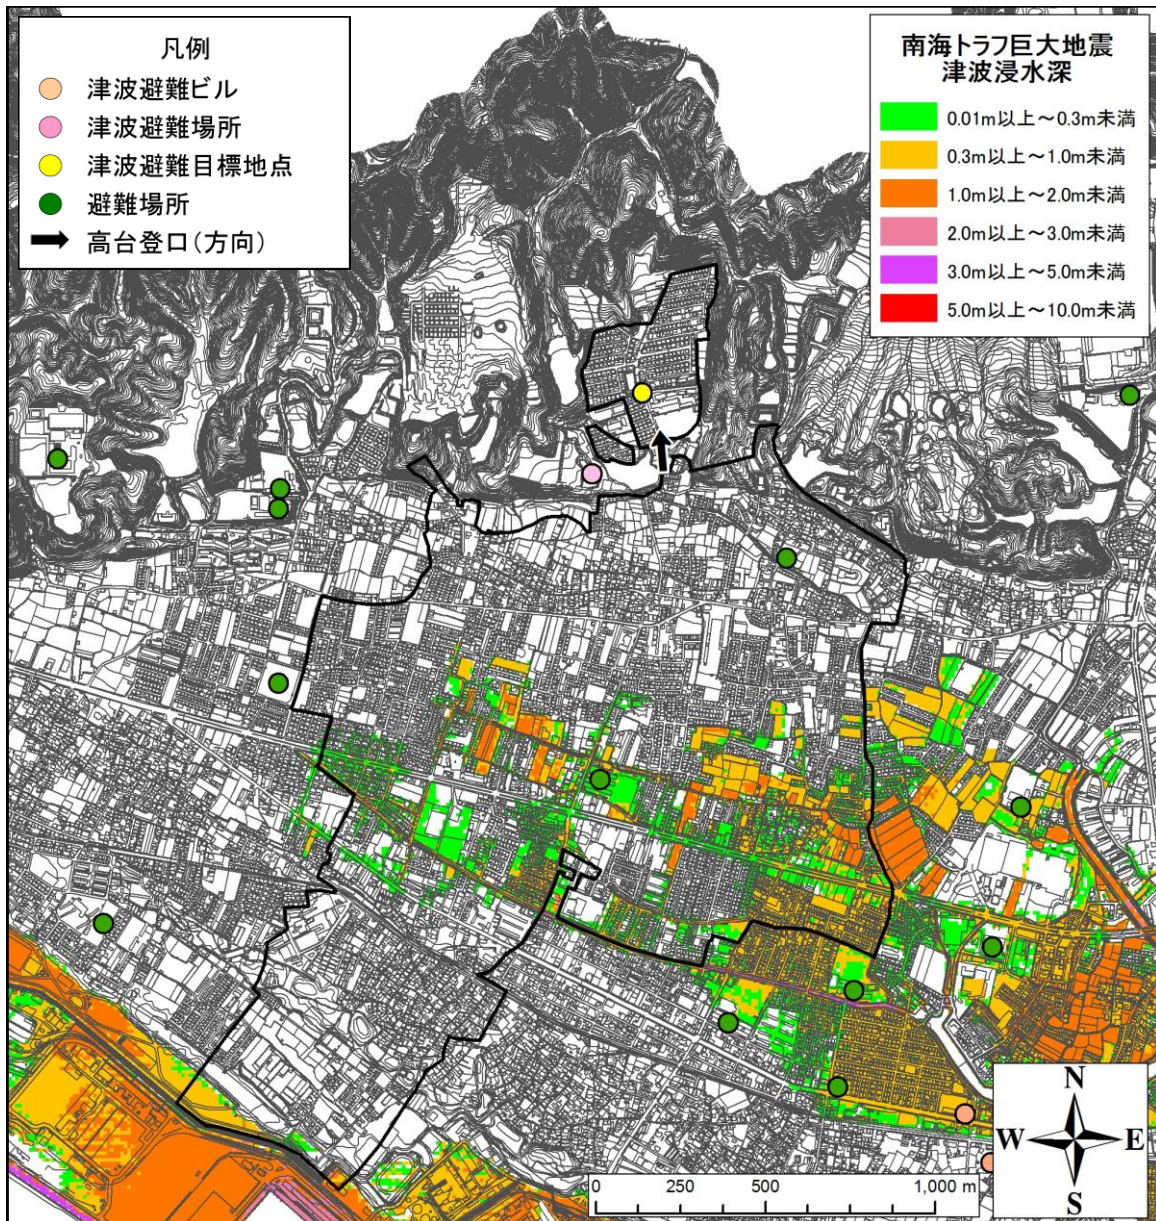 凡例
津波避難ビル
津波避難場所
津波避難目標地点
避難場所
高台登口(方向)
南海トラフ巨大地震
津波浸水深
0.01m以上～0.3m未満
0.3m以上～1.0m未満
1.0m以上～2.0m未満
2.0m以上～3.0m未満
3.0m以上～5.0m未満
5.0m以上～10.0m未満
N
W E
S
0 250 500 1,000 m